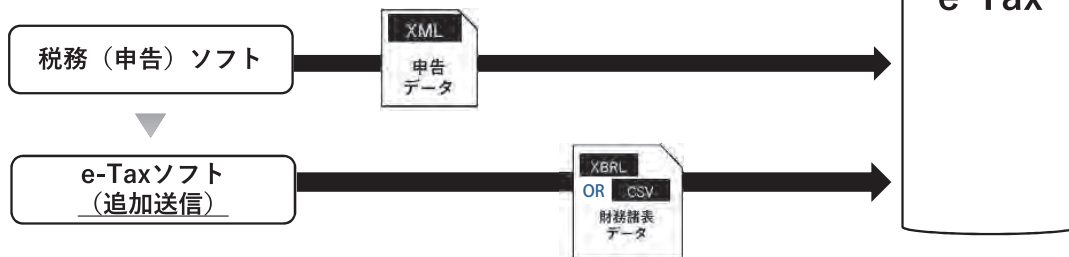 e-Tax
税務（申告）ソフト
XML
申告
データ
e-Taxソフト
（追加送信）
XBRL
OR CSV
財務諸表
データ